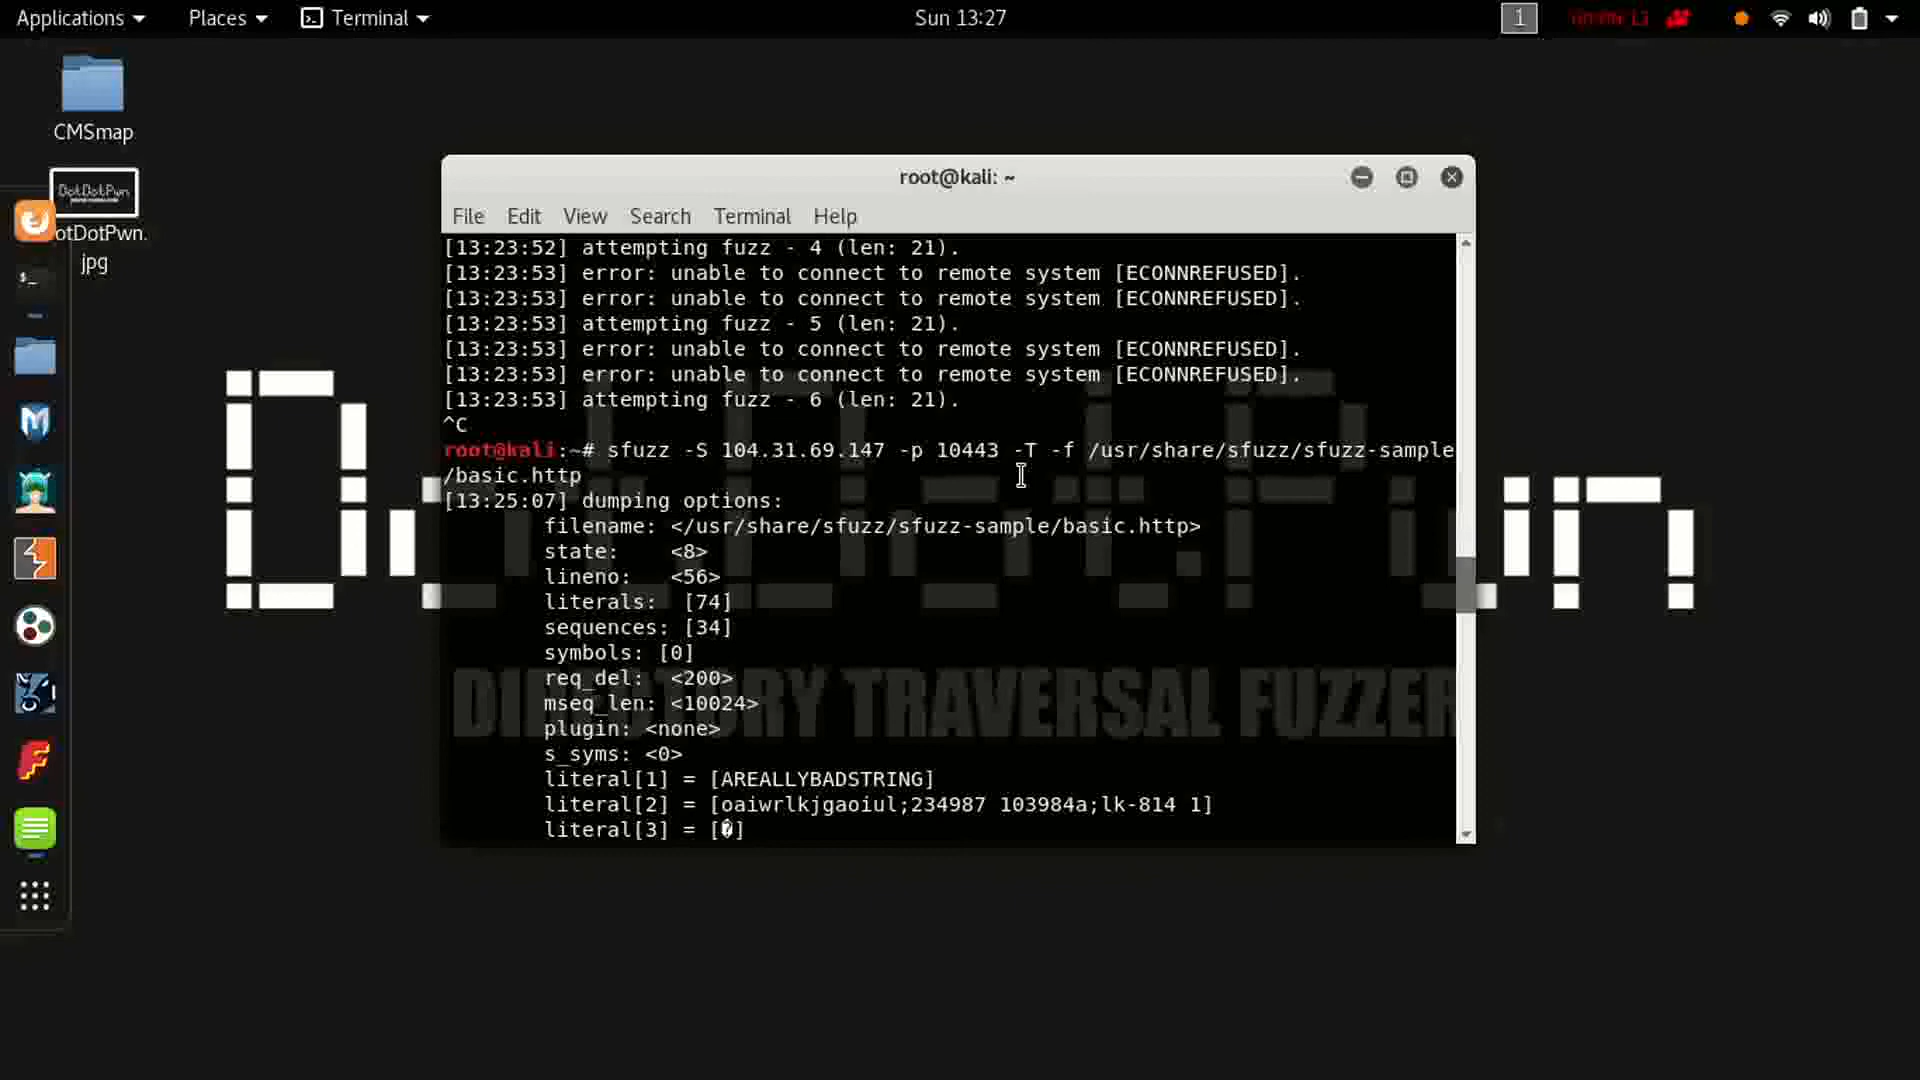 Applications
Places
Terminal
Sun 13:27
1
CMSmap
DotDotPwn
otDotPwn.
jpg
root@kali: ~
File Edit View Search Terminal Help
[13:23:52] attempting fuzz - 4 (len: 21).
[13:23:53] error: unable to connect to remote system [ECONNREFUSED].
[13:23:53] error: unable to connect to remote system [ECONNREFUSED].
[13:23:53] attempting fuzz - 5 (len: 21).
[13:23:53] error: unable to connect to remote system [ECONNREFUSED].
[13:23:53] error: unable to connect to remote system [ECONNREFUSED].
[13:23:53] attempting fuzz - 6 (len: 21).
^C
root@kali:~# sfuzz -S 104.31.69.147 -p 10443 -T -f /usr/share/sfuzz/sfuzz-sample
/basic.http
[13:25:07] dumping options:
filename: </usr/share/sfuzz/sfuzz-sample/basic.http>
state: <8>
lineno: <56>
literals: [74]
sequences: [34]
symbols: [0]
req_del: <200>
mseq_len: <10024>
plugin: <none>
s_syms: <0>
literal[1] = [AREALLYBADSTRING]
literal[2] = [oaiwrlkjgaoiul;234987 103984a;lk-814 1]
literal[3] = [�]
DIRECTORY TRAVERSAL FUZZER